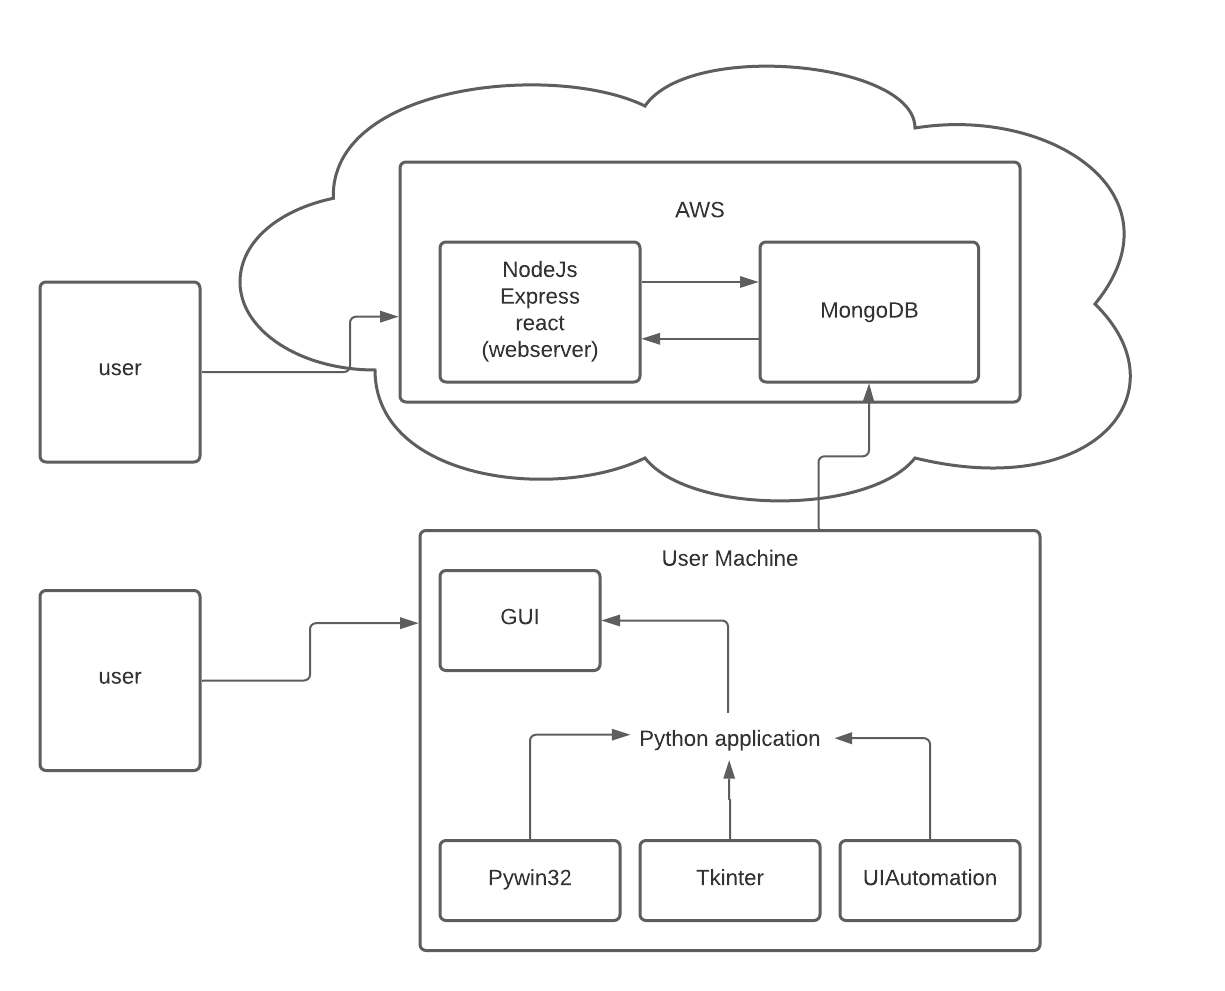 AWS
NodeJs
Express
react
(webserver)
MongoDB
user
User Machine
GUI
user
Python application
Pywin32
Tkinter
UIAutomation